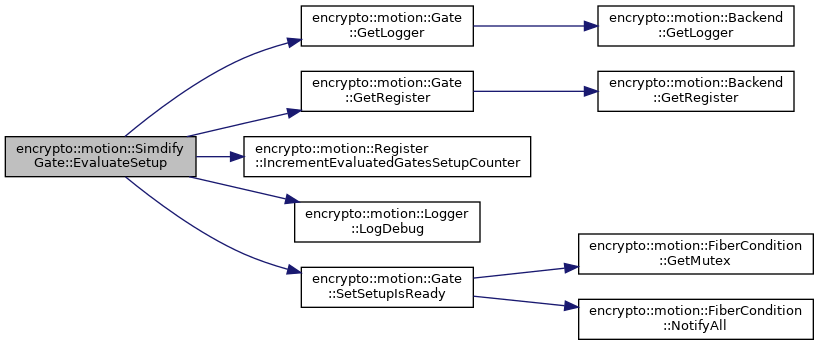 encrypto::motion::Gate
::GetLogger
encrypto::motion::Backend
::GetLogger
encrypto::motion::Gate
::GetRegister
encrypto::motion::Backend
::GetRegister
encrypto::motion::Simdify
Gate::EvaluateSetup
encrypto::motion::Register
::IncrementEvaluatedGatesSetupCounter
encrypto::motion::Logger
::LogDebug
encrypto::motion::Gate
::SetSetupIsReady
encrypto::motion::FiberCondition
::GetMutex
encrypto::motion::FiberCondition
::NotifyAll